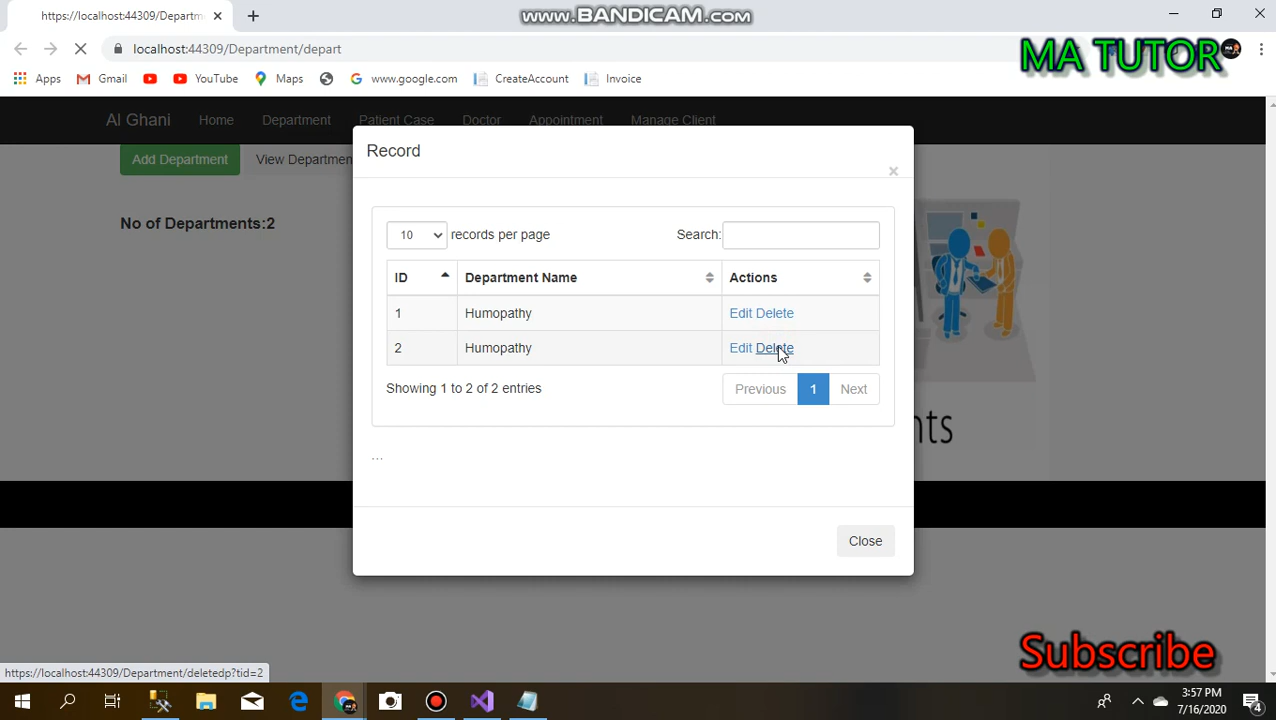 www.BANDICAM.com
https://localhost:44309/Departm
localhost:44309/Department/depart
MA TUTOR
Apps Gmail YouTube Maps www.google.com CreateAccount Invoice
Al Ghani Home Department Patient Case Doctor Appointment Manage Client
Record
×
Add Department View Departmen
No of Departments:2
10 records per page Search:
ID Department Name Actions
1 Humopathy Edit Delete
2 Humopathy Edit Delete
Showing 1 to 2 of 2 entries Previous 1 Next
nts
...
Close
Subscribe
https://localhost:44309/Department/deletedp?tid=2
3:57 PM
7/16/2020
4